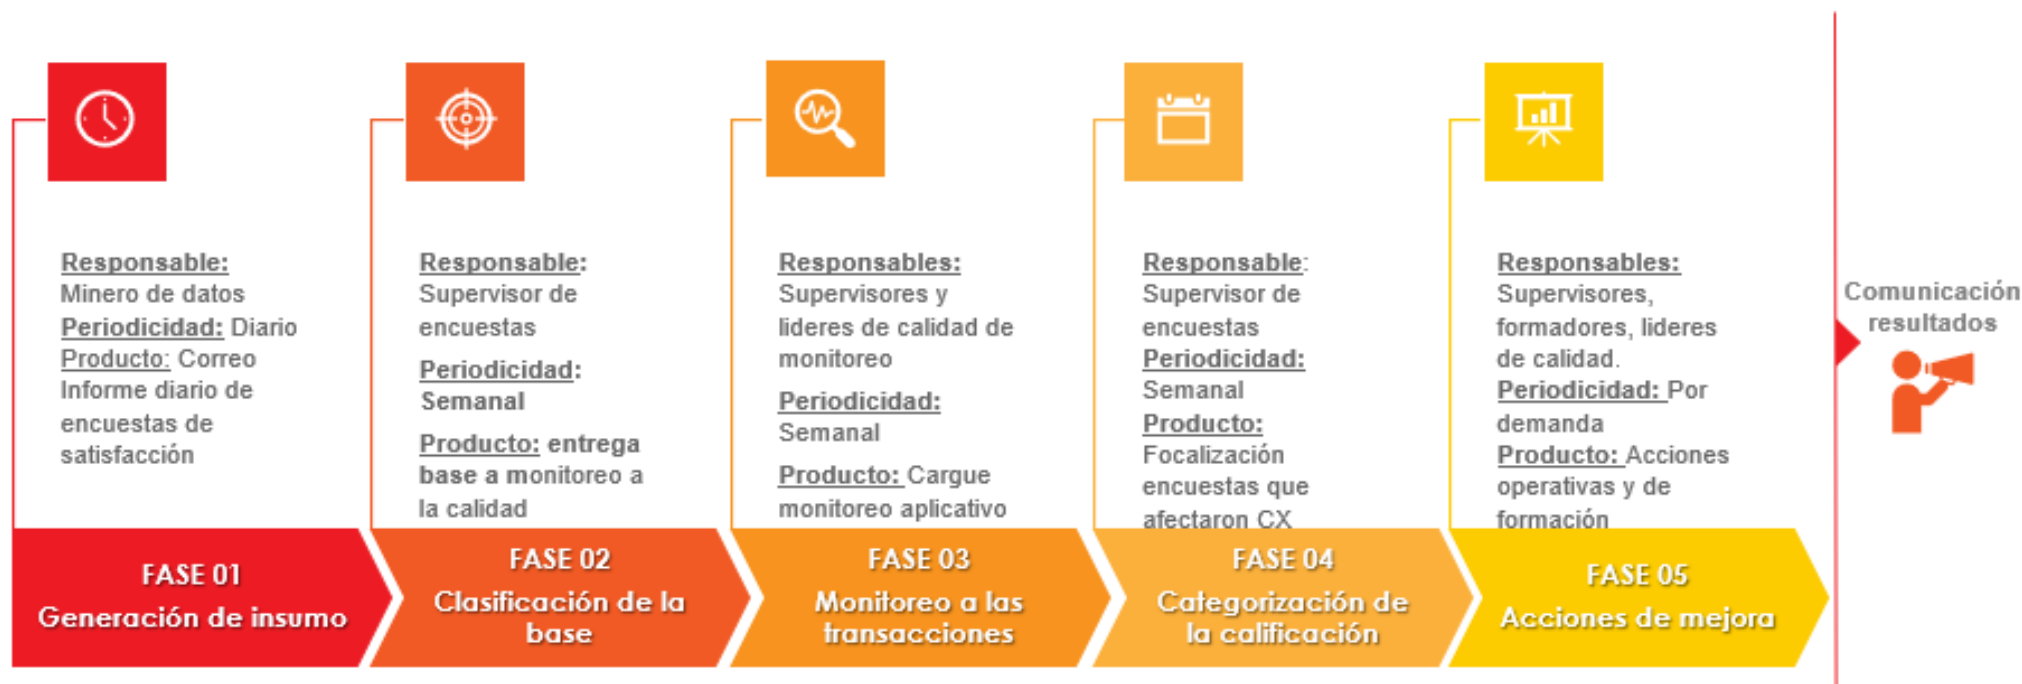 Responsable:
Minero de datos
Periodicidad: Diario
Producto: Correo
Informe diario de
encuestas de
satisfacción
FASE 01
Generación de insumo
Responsable:
Supervisor de
encuestas
Periodicidad:
Semanal
Producto: entrega
base a monitoreo a
la calidad
FASE 02
Clasificación de la
base
Responsables:
Supervisores y
lideres de calidad de
monitoreo
Periodicidad:
Semanal
Producto: Cargue
monitoreo aplicativo
FASE 03
Monitoreo a las
transacciones
Responsable:
Supervisor de
encuestas
Periodicidad:
Semanal
Producto:
Focalización
encuestas que
afectaron CX
FASE 04
Categorización de
la calificación
Responsables:
Supervisores,
formadores, lideres
de calidad.
Periodicidad: Por
demanda
Producto: Acciones
operativas y de
formación
FASE 05
Acciones de mejora
Comunicación
resultados